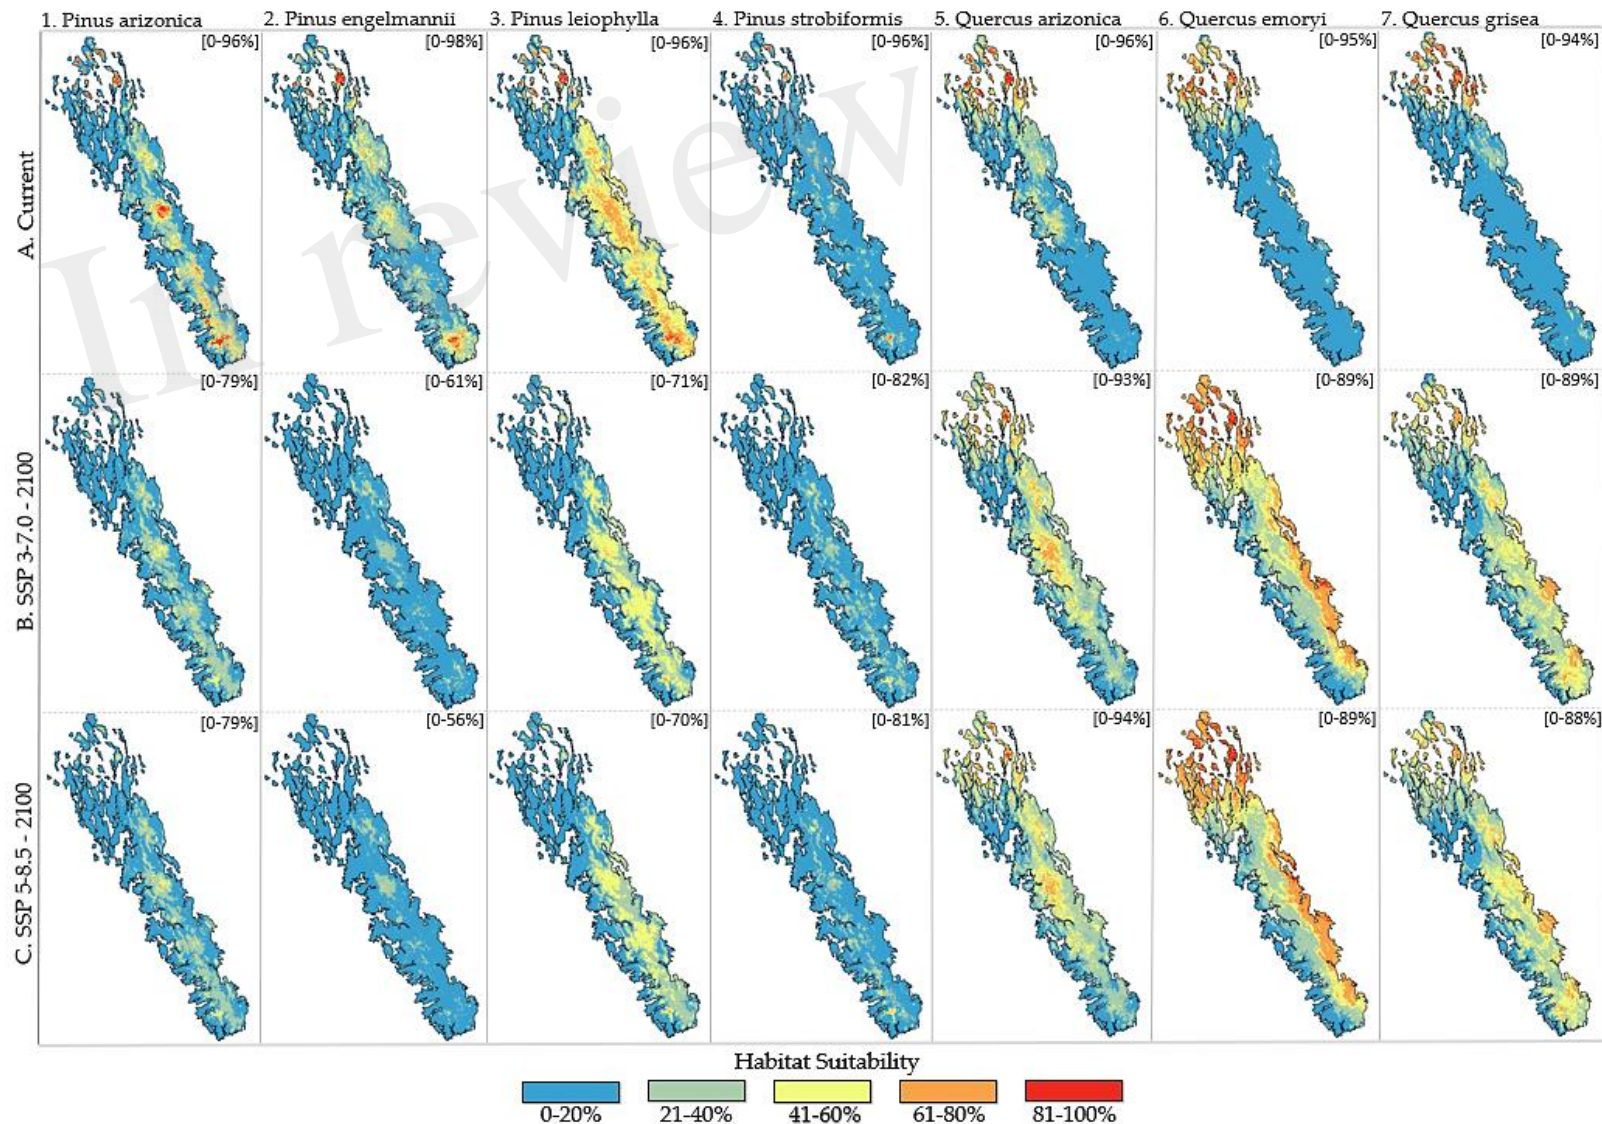 1. Pinus arizonica 2. Pinus engelmannii 3. Pinus leiophylla 4. Pinus strobiformis 5. Quercus arizonica 6. Quercus emoryi 7. Quercus grisea
[0-96%] [0-98%] [0-96%] [0-96%] [0-96%] [0-95%] [0-94%]
A. Current
In review
[0-79%] [0-61%] [0-71%] [0-82%] [0-93%] [0-89%] [0-89%]
B. SSP 3-7.0 - 2100
[0-79%] [0-56%] [0-70%] [0-81%] [0-94%] [0-89%] [0-88%]
C. SSP 5-8.5 - 2100
Habitat Suitability
0-20% 21-40% 41-60% 61-80% 81-100%